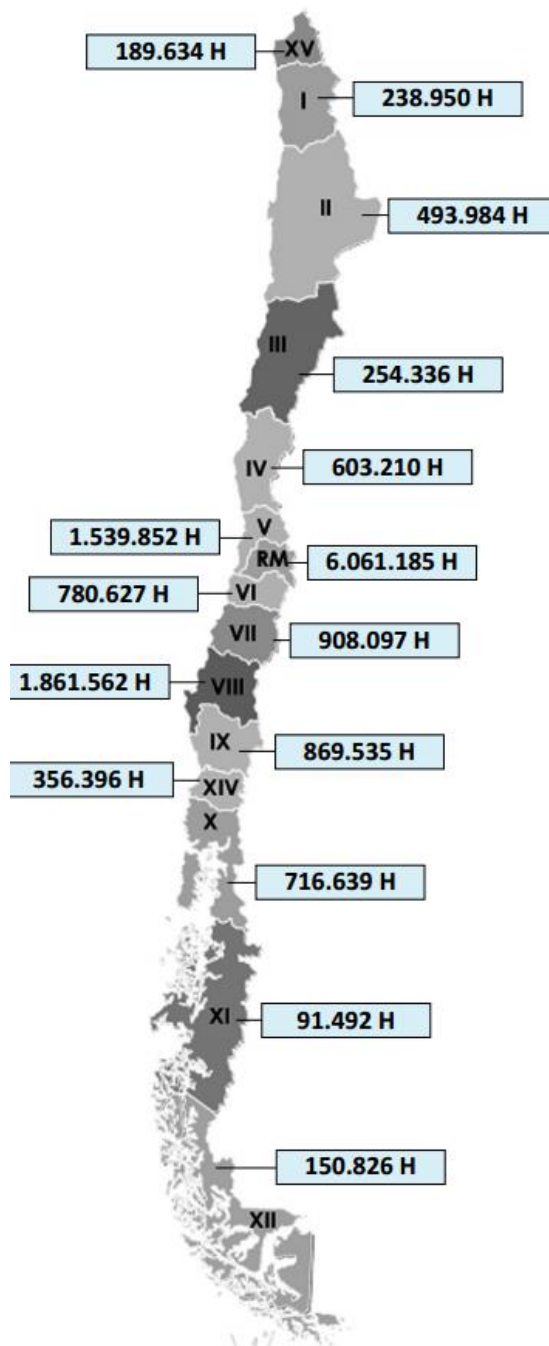 XV
189.634 H
I
238.950 H
II
493.984 H
III
254.336 H
IV
603.210 H
V
1.539.852 H
RM
6.061.185 H
VI
780.627 H
VII
908.097 H
VIII
1.861.562 H
IX
869.535 H
XIV
356.396 H
X
716.639 H
XI
91.492 H
150.826 H
XII